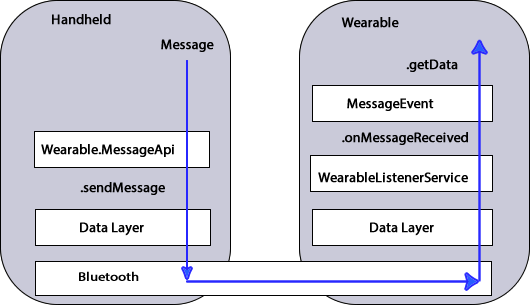 Handheld
Message
Wearable.MessageApi
.sendMessage
Data Layer
Bluetooth
Wearable
.getData
MessageEvent
.onMessageReceived
WearableListenerService
Data Layer